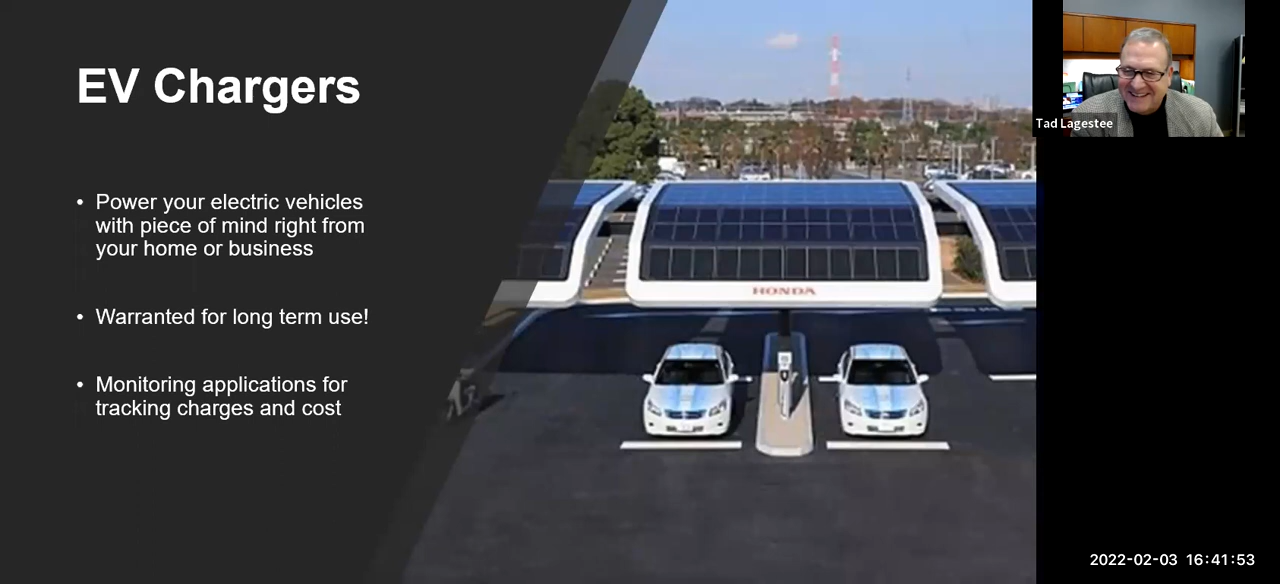 EV Chargers
• Power your electric vehicles
with piece of mind right from
your home or business
• Warranted for long term use!
• Monitoring applications for
tracking charges and cost
HONDA
Tad Lagestee
2022-02-03 16:41:53